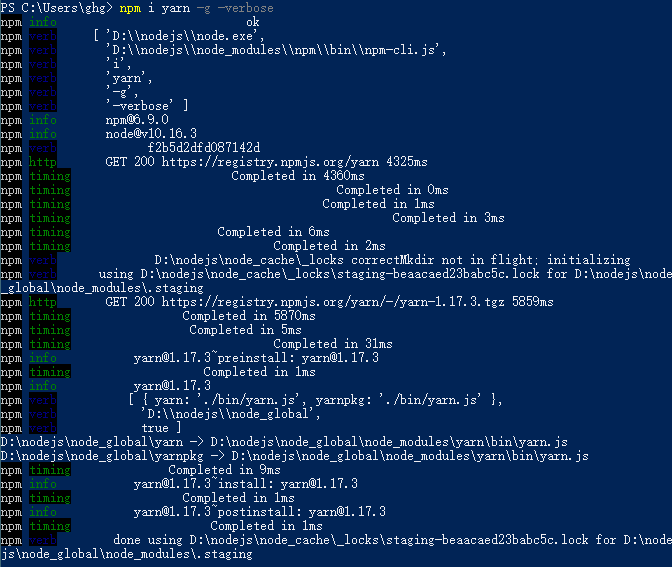 PS C:\Users\ghg> npm i yarn -g -verbose
npm info ok
npm verb [ 'D:\\nodejs\\node.exe',
npm verb 'D:\\nodejs\\node_modules\\npm\\bin\\npm-cli.js',
npm verb 'i',
npm verb 'yarn',
npm verb '-g',
npm verb '-verbose' ]
npm info npm@6.9.0
npm info node@v10.16.3
npm verb f2b5d2dfd087142d
npm http GET 200 https://registry.npmjs.org/yarn 4325ms
npm timing Completed in 4360ms
npm timing Completed in 0ms
npm timing Completed in 1ms
npm timing Completed in 3ms
npm timing Completed in 6ms
npm timing Completed in 2ms
npm verb D:\nodejs\node_cache\_locks correctMkdir not in flight; initializing
npm verb using D:\nodejs\node_cache\_locks\staging-beaacaed23babc5c.lock for D:\nodejs\node
_global\node_modules\.staging
npm http GET 200 https://registry.npmjs.org/yarn/-/yarn-1.17.3.tgz 5859ms
npm timing Completed in 5870ms
npm timing Completed in 5ms
npm timing Completed in 31ms
npm info yarn@1.17.3~preinstall: yarn@1.17.3
npm timing Completed in 1ms
npm info yarn@1.17.3
npm verb [ { yarn: './bin/yarn.js', yarnpkg: './bin/yarn.js' },
npm verb 'D:\\nodejs\\node_global',
npm verb true ]
D:\nodejs\node_global\yarn -> D:\nodejs\node_global\node_modules\yarn\bin\yarn.js
D:\nodejs\node_global\yarnpkg -> D:\nodejs\node_global\node_modules\yarn\bin\yarn.js
npm timing Completed in 9ms
npm info yarn@1.17.3~install: yarn@1.17.3
npm timing Completed in 1ms
npm info yarn@1.17.3~postinstall: yarn@1.17.3
npm timing Completed in 1ms
npm verb done using D:\nodejs\node_cache\_locks\staging-beaacaed23babc5c.lock for D:\node
js\node_global\node_modules\.staging